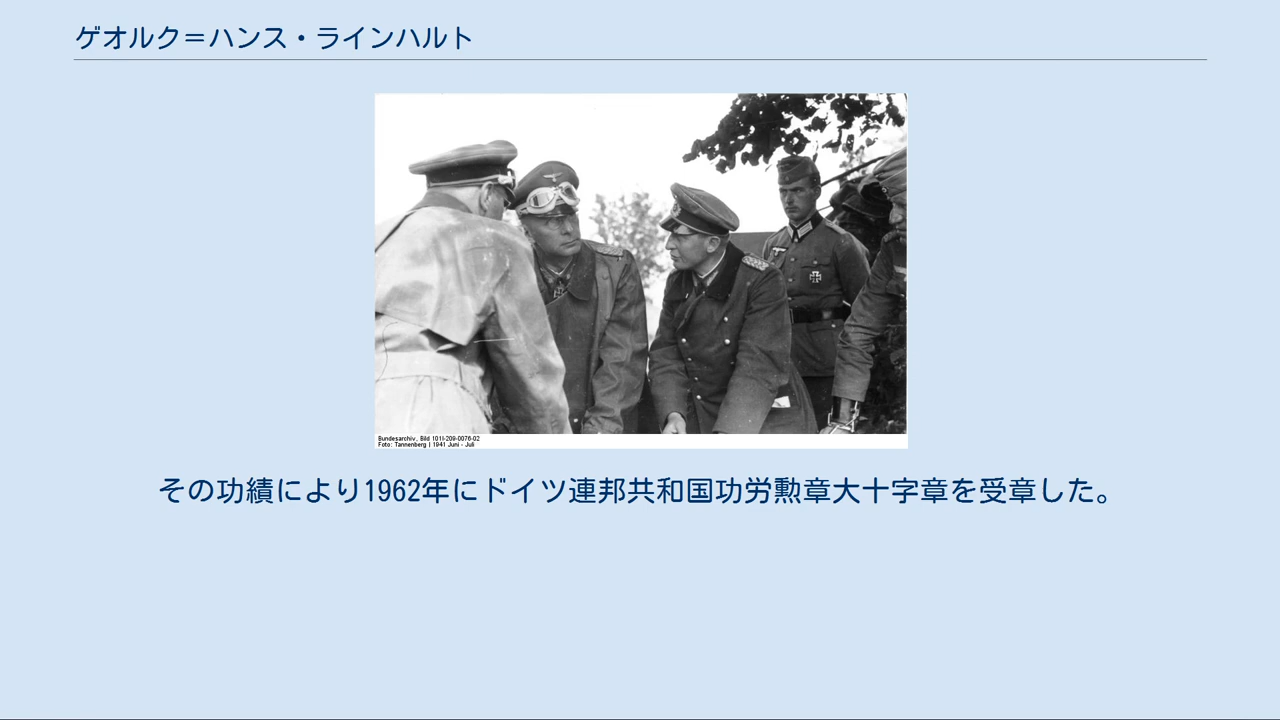 ゲオルク＝ハンス・ラインハルト
Bundesarchiv, Bild 101I-209-0076-02
Foto: Tannenberg | 1941 Juni - Juli
その功績により1962年にドイツ連邦共和国功労勲章大十字章を受章した。